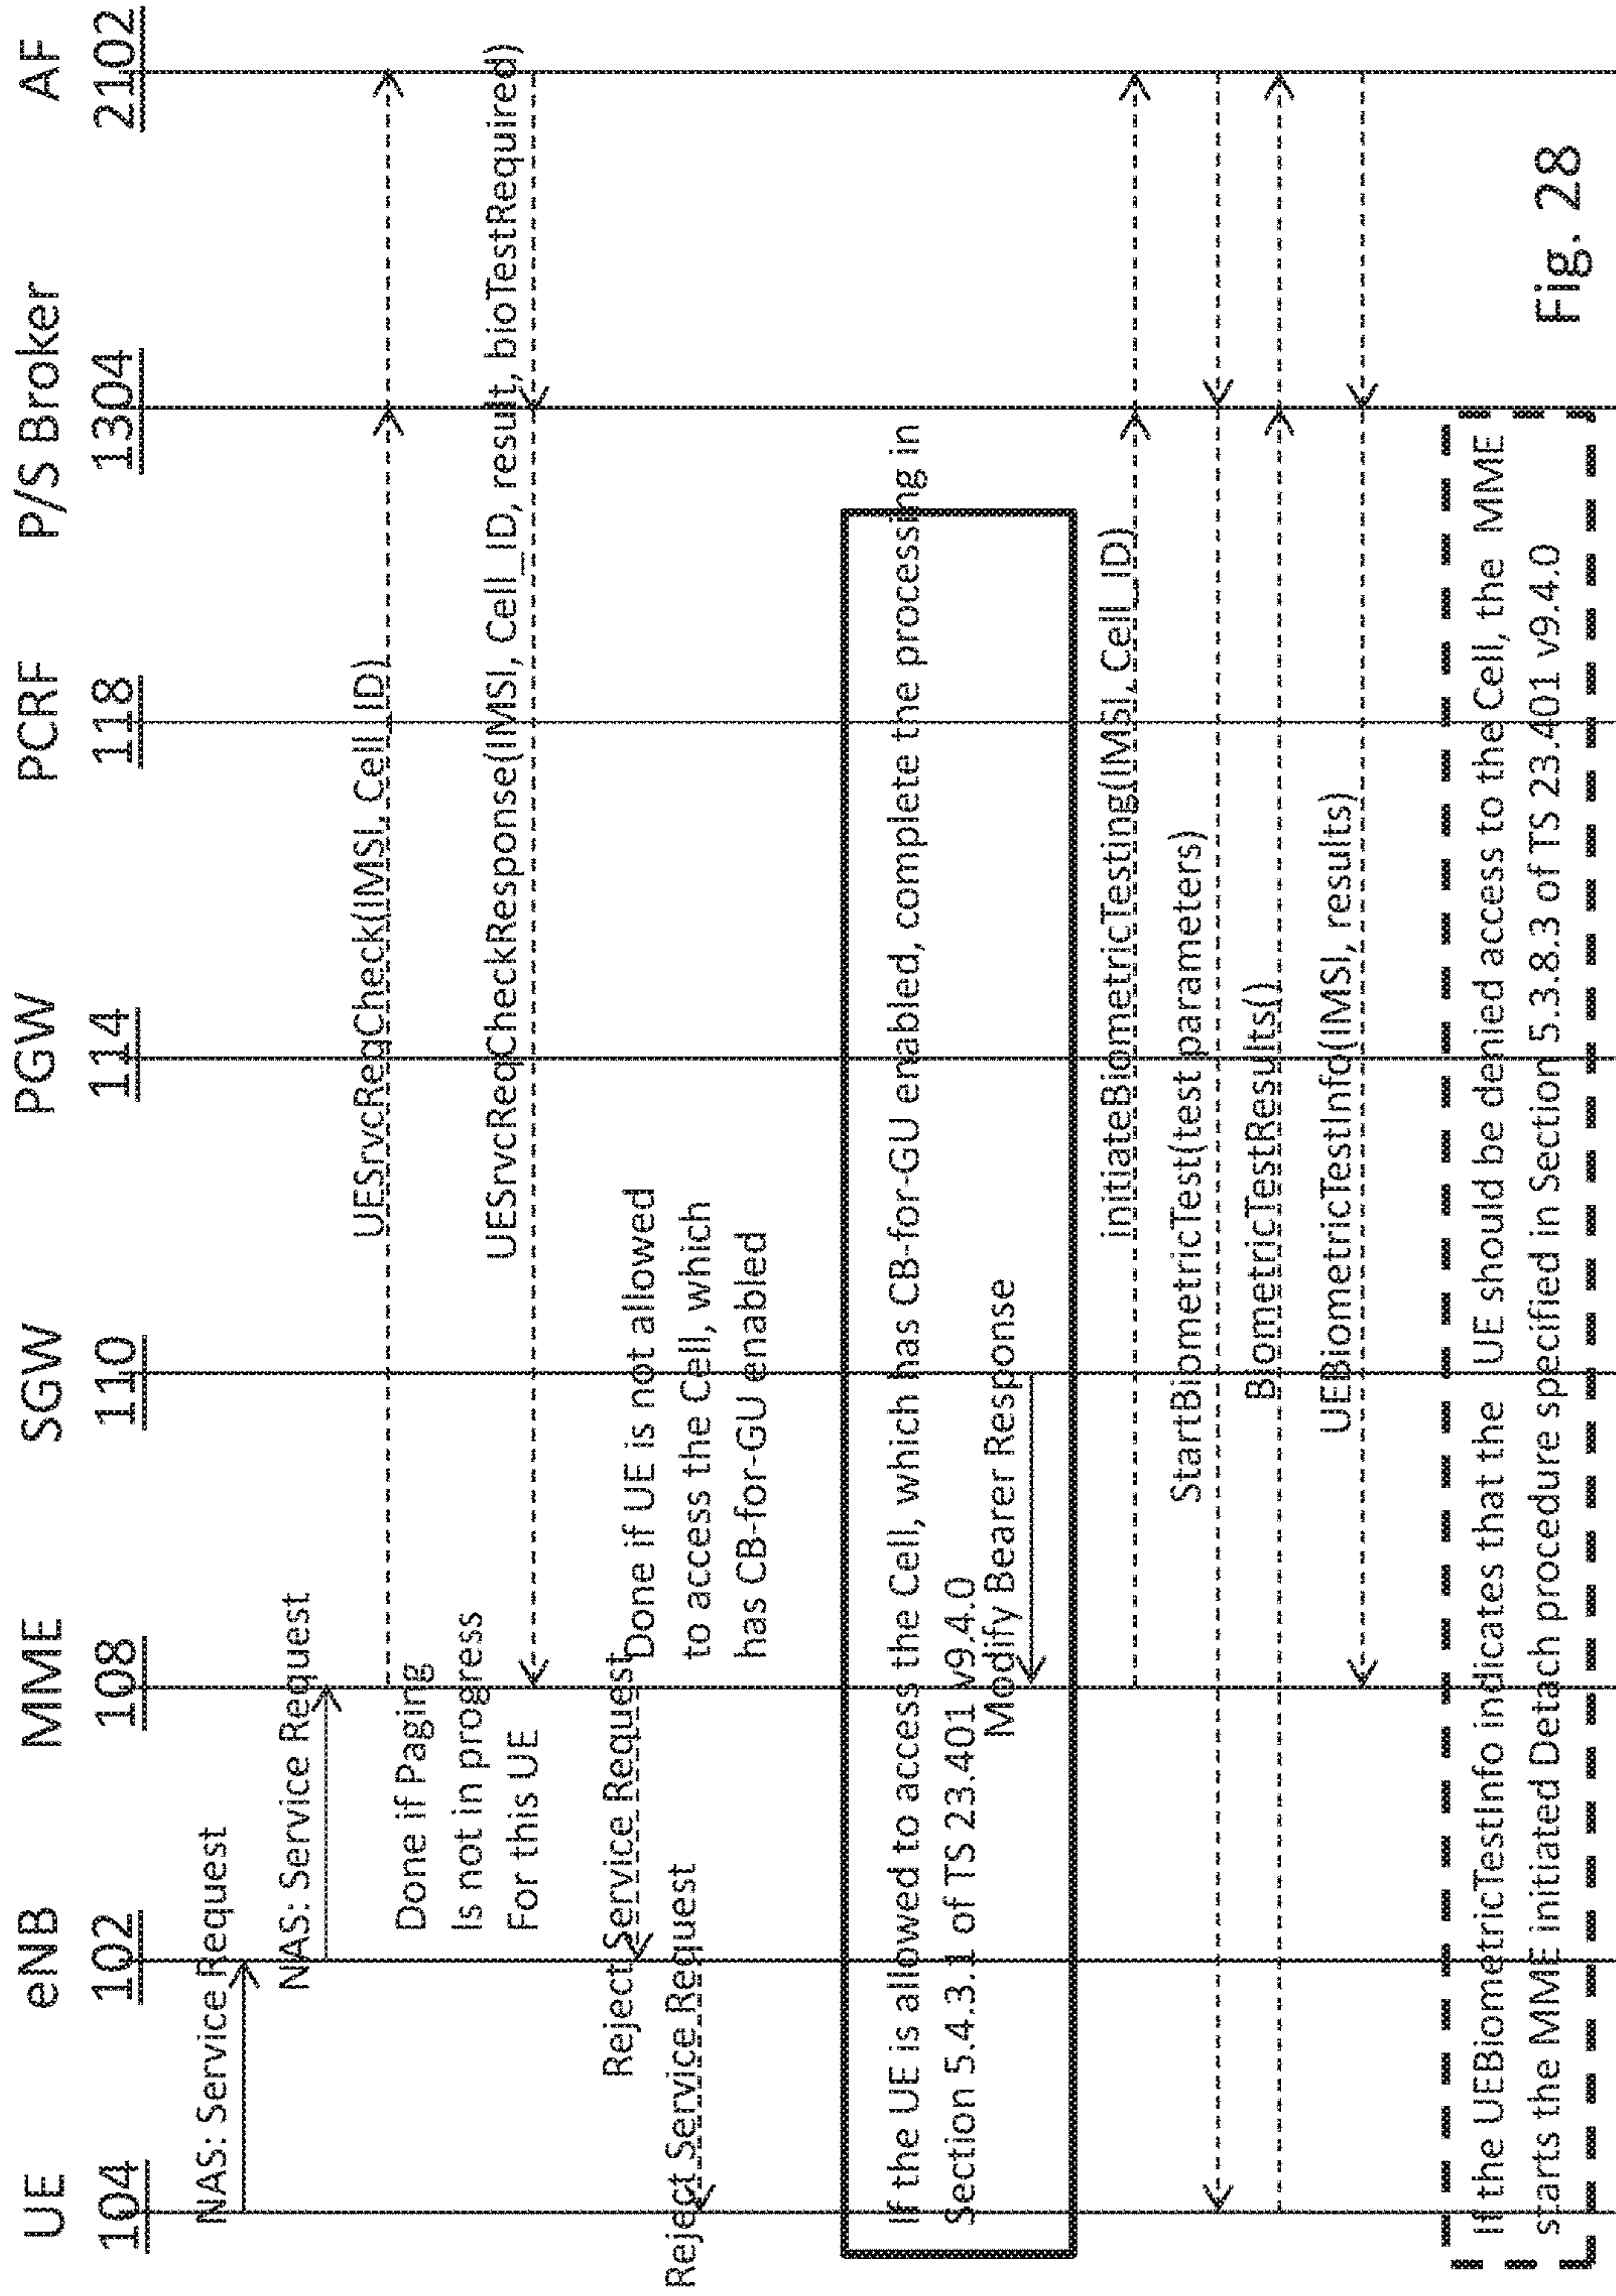 UE
eNB
MME
SGW
PGW
PCRF
P/S Broker
AF
104
102
108
110
114
118
1304
2102
NAS: Service Request
NAS: Service Request
UESrvcReqCheck(IMSI, Cell_ID)
Done if Paging
Is not in progress
For this UE
UESrvcReqCheckResponse(IMSI, Cell_ID, result, bioTestRequired)
Reject Service Request
Done if UE is not allowed
to access the Cell, which
has CB-for-GU enabled
Reject Service Request
If the UE is allowed to access the Cell, which has CB-for-GU enabled, complete the processing in
Section 5.4.3.1 of TS 23.401 v9.4.0
Modify Bearer Response
InitiateBiometricTesting(IMSI, Cell_ID)
StartBiometricTest(test parameters)
BiometricTestResults()
UEBiometricTestInfo(IMSI, results)
If the UEBiometricTestInfo indicates that the UE should be denied access to the Cell, the MME
starts the MME initiated Detach procedure specified in Section 5.3.8.3 of TS 23.401 v9.4.0
Fig. 28